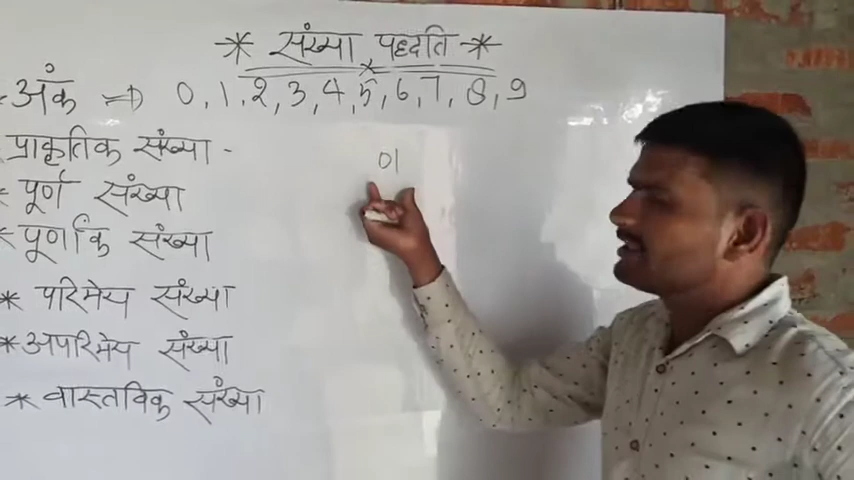 * संख्या पद्धति *
* अंक ⇒ 0, 1, 2, 3, 4, 5, 6, 7, 8, 9
01
प्राकृतिक संख्या -
* पूर्ण संख्या
* पूर्णांक संख्या
* परिमेय संख्या
* अपरिमेय संख्या
* वास्तविक संख्या